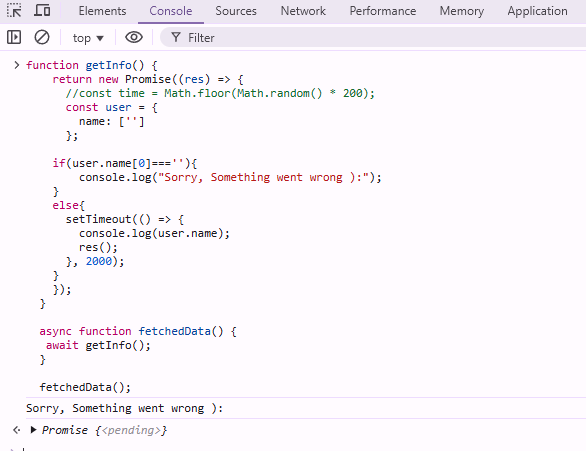 Elements Console Sources Network Performance Memory Application
top ▼ Filter
> function getInfo() {
return new Promise((res) => {
//const time = Math.floor(Math.random() * 200);
const user = {
name: ['']
};
if(user.name[0]===''){
console.log("Sorry, Something went wrong ):");
}
else{
setTimeout(() => {
console.log(user.name);
res();
}, 2000);
}
});
}
async function fetchedData() {
await getInfo();
}
fetchedData();
Sorry, Something went wrong ):
<· ▶ Promise {<pending>}